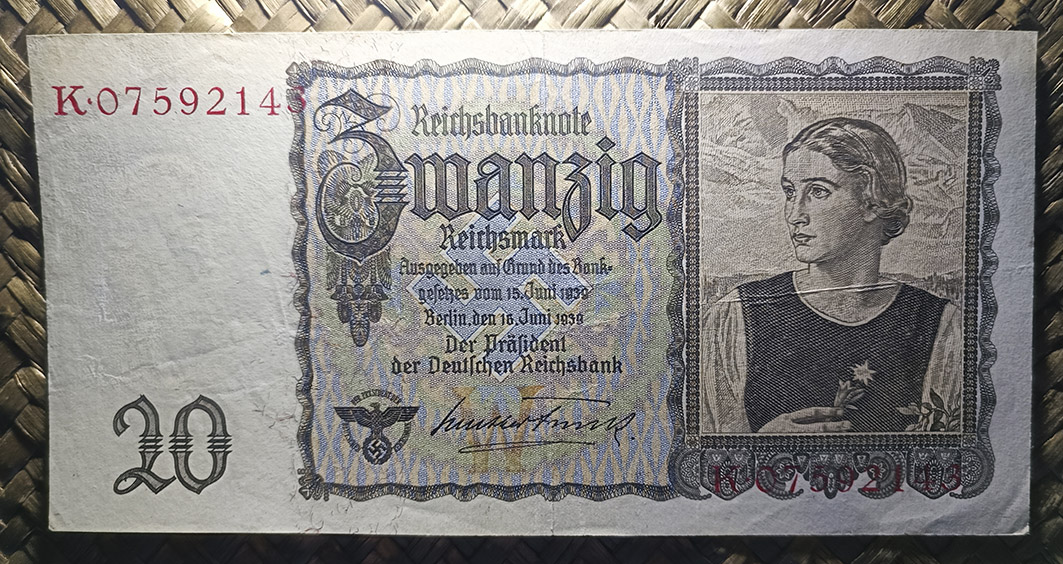 K·07592143
Reichsbanknote
Zwanzig
Reichsmark
Ausgegeben auf Grund des Bank-
gesetzes vom 15. Juni 1939
Berlin, den 16. Juni 1939
Der Präsident
der Deutschen Reichsbank
20
K·07592143